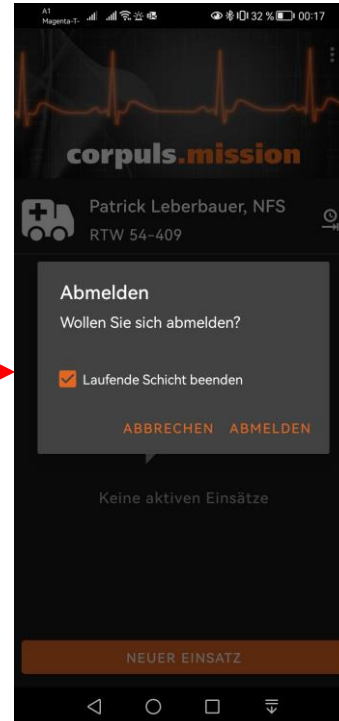 A1
Magenta-T-
32 % 00:17
corpuls.mission
Patrick Leberbauer, NFS
RTW 54-409
Abmelden
Wollen Sie sich abmelden?
Laufende Schicht beenden
ABBRECHEN ABMELDEN
Keine aktiven Einsätze
NEUER EINSATZ